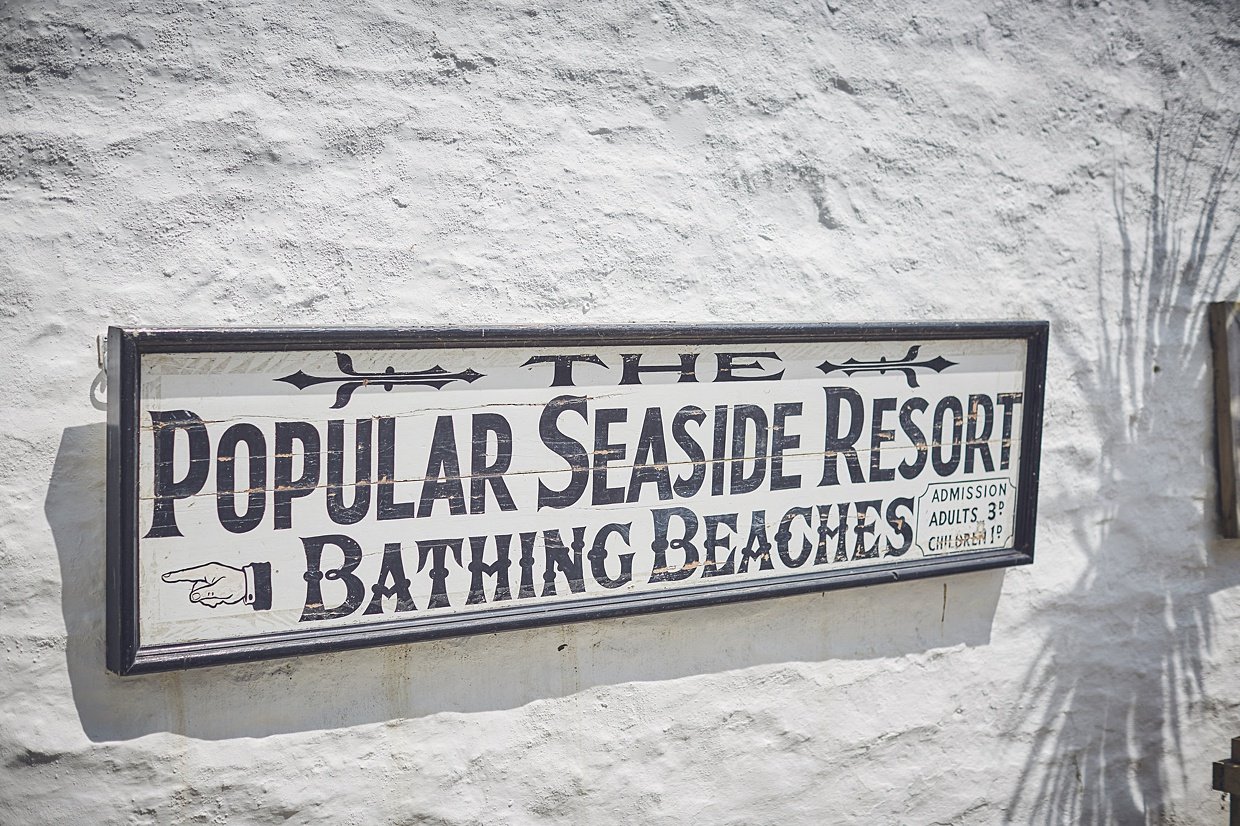 THE
POPULAR SEASIDE RESORT
BATHING BEACHES
ADMISSION
ADULTS 3D
CHILDREN 1D